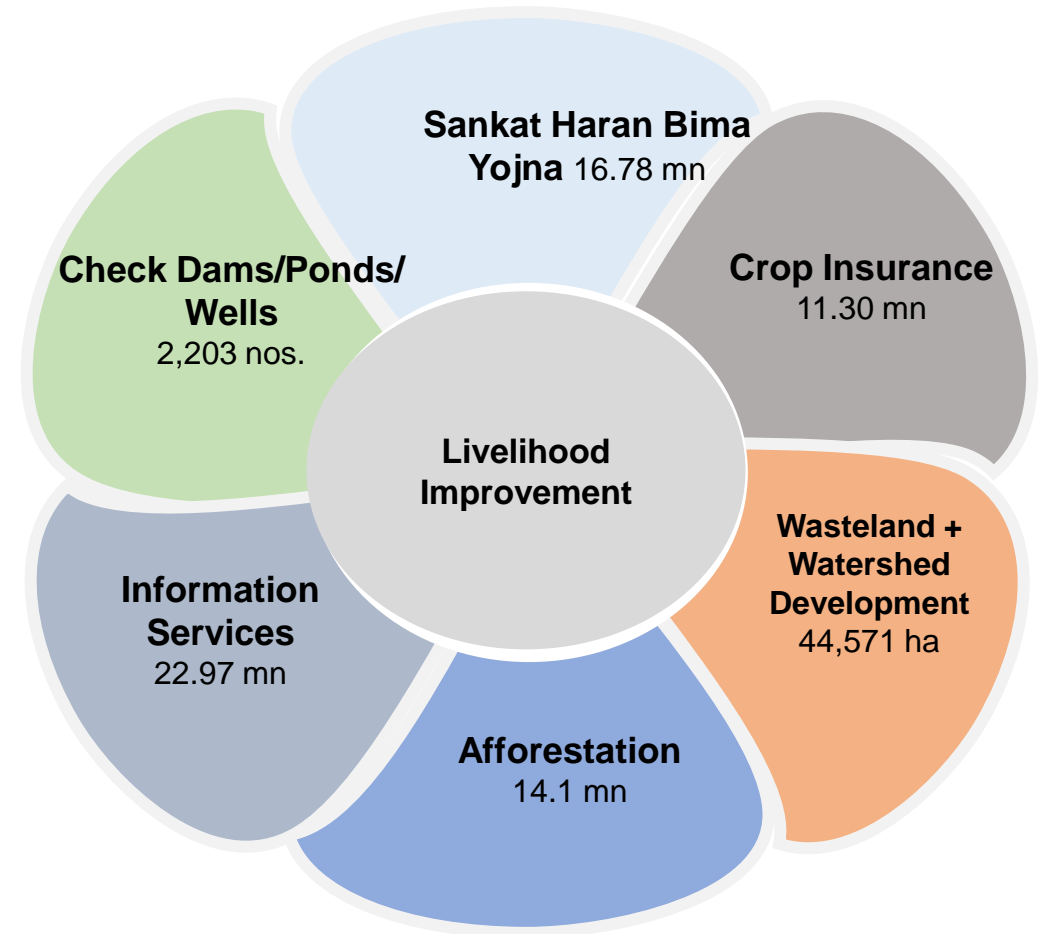 Sankat Haran Bima
Yojna 16.78 mn
Crop Insurance
11.30 mn
Wasteland +
Watershed
Development
44,571 ha
Afforestation
14.1 mn
Information
Services
22.97 mn
Check Dams/Ponds/
Wells
2,203 nos.
Livelihood
Improvement